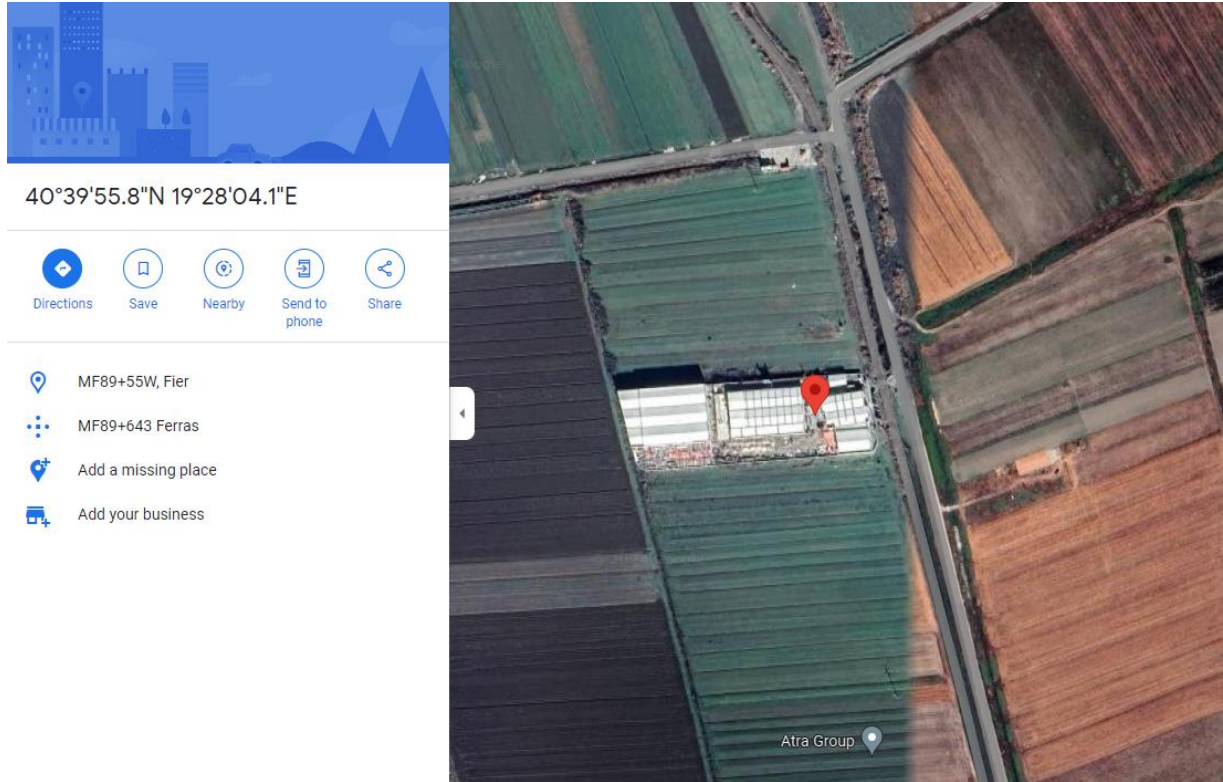 40°39'55.8"N 19°28'04.1"E
Directions
Save
Nearby
Send to
phone
Share
MF89+55W, Fier
MF89+643 Ferras
Add a missing place
Add your business
Atra Group